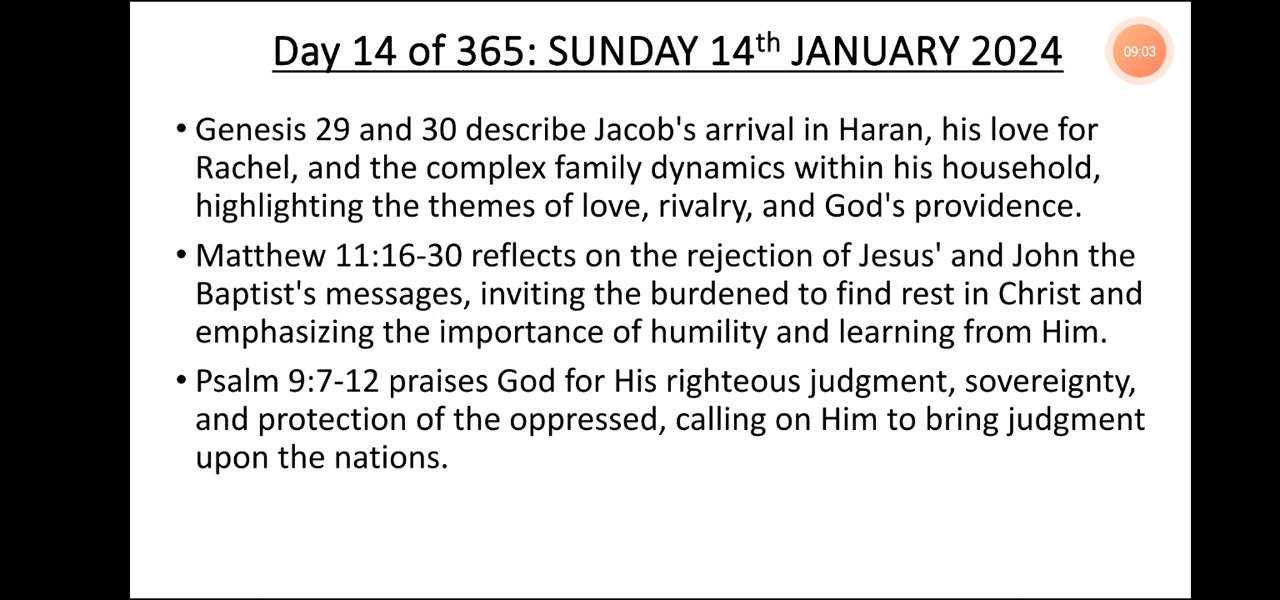 Day 14 of 365: SUNDAY 14th JANUARY 2024
09:03
• Genesis 29 and 30 describe Jacob's arrival in Haran, his love for
Rachel, and the complex family dynamics within his household,
highlighting the themes of love, rivalry, and God's providence.
• Matthew 11:16-30 reflects on the rejection of Jesus' and John the
Baptist's messages, inviting the burdened to find rest in Christ and
emphasizing the importance of humility and learning from Him.
• Psalm 9:7-12 praises God for His righteous judgment, sovereignty,
and protection of the oppressed, calling on Him to bring judgment
upon the nations.